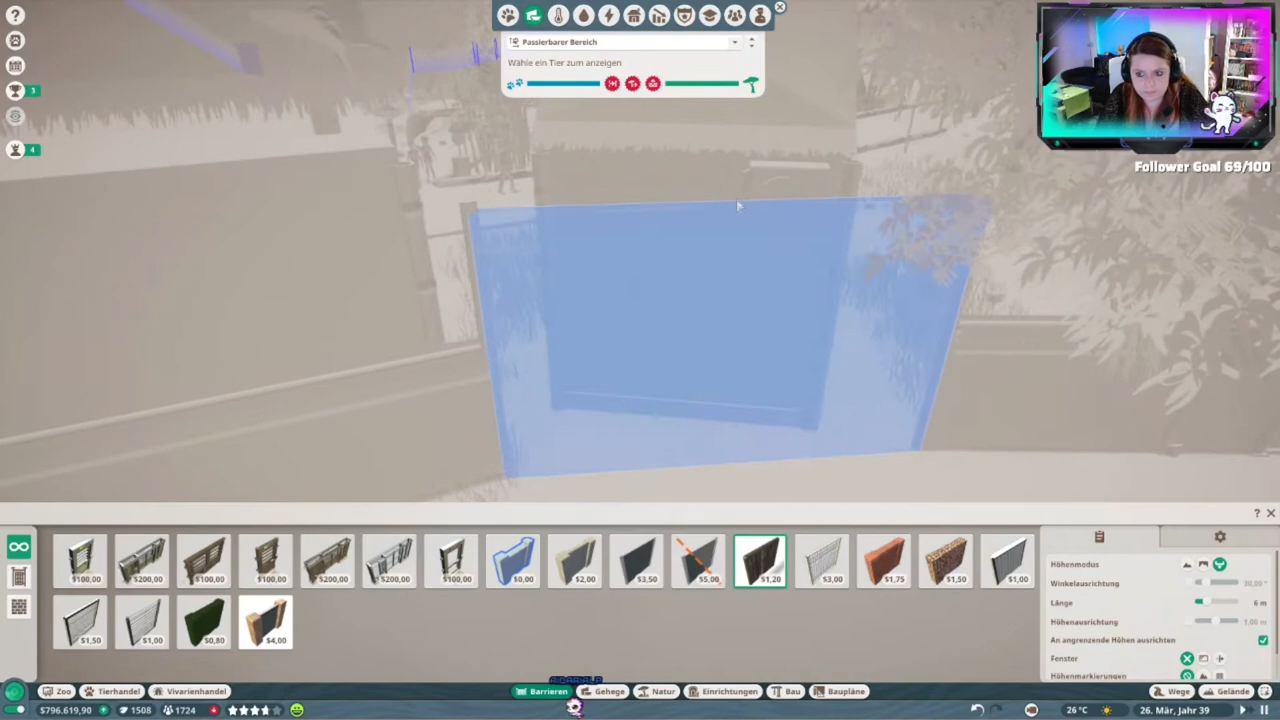 Passierbarer Bereich
Wähle ein Tier zum anzeigen
3
4
Follower Goal 69/100
$100,00
$200,00
$100,00
$100,00
$200,00
$200,00
$100,00
$0,00
$2,00
$3,50
$5,00
$1,20
$3,00
$1,75
$1,50
$1,00
$1,50
$1,00
$0,80
$4,00
Höhenmodus
Winkelausrichtung
Länge 6 m
Höhenausrichtung 1,00 m
An angrenzende Höhen ausrichten
Fenster
Höhenmarkierungen
Zoo
Tierhandel
Vivarienhandel
Barrieren
Gehege
Natur
Einrichtungen
Bau
Baupläne
Wege
Gelände
$796.619,90
1508
1724
26 °C
26. Mär, Jahr 39